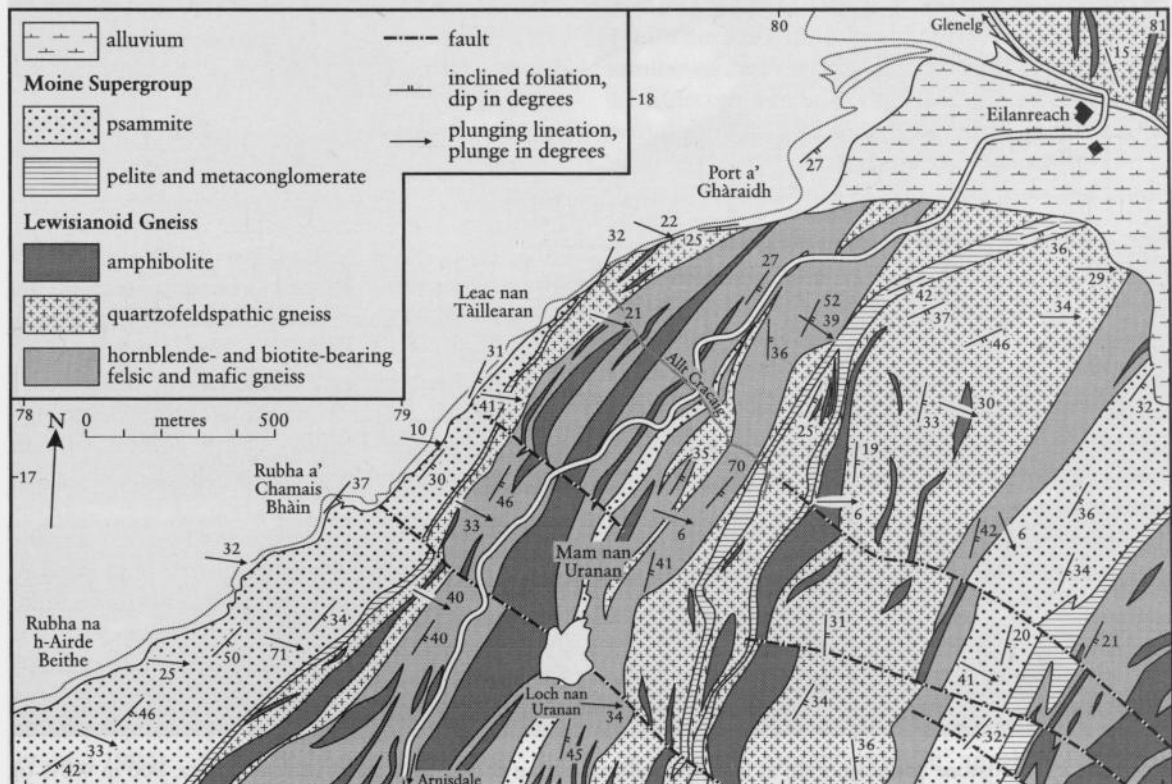 alluvium
Moine Supergroup
psammite
pelite and metaconglomerate
Lewisianoid Gneiss
amphibolite
quartzofeldspathic gneiss
hornblende- and biotite-bearing
felsic and mafic gneiss
fault
inclined foliation,
dip in degrees
plunging lineation,
plunge in degrees
78
0 metres 500
79
N
80
81
18
17
Glenelg
15
Eilanreach
27
Port a'
Ghàraidh
22
32
25
36
29
Leac nan
Tàillearan
21
27
52
39
42
37
34
46
31
36
Allt Cracaig
41
10
30
33
25
32
Rubha a'
Chamais
Bhàin
37
30
46
35
70
19
33
6
6
42
6
36
32
Mam nan
Uranan
41
34
Rubha na
h-Airde
Beithe
40
34
40
31
20
21
25
50
71
41
Loch nan
Uranan
34
34
46
33
42
45
36
32
Arnisdale